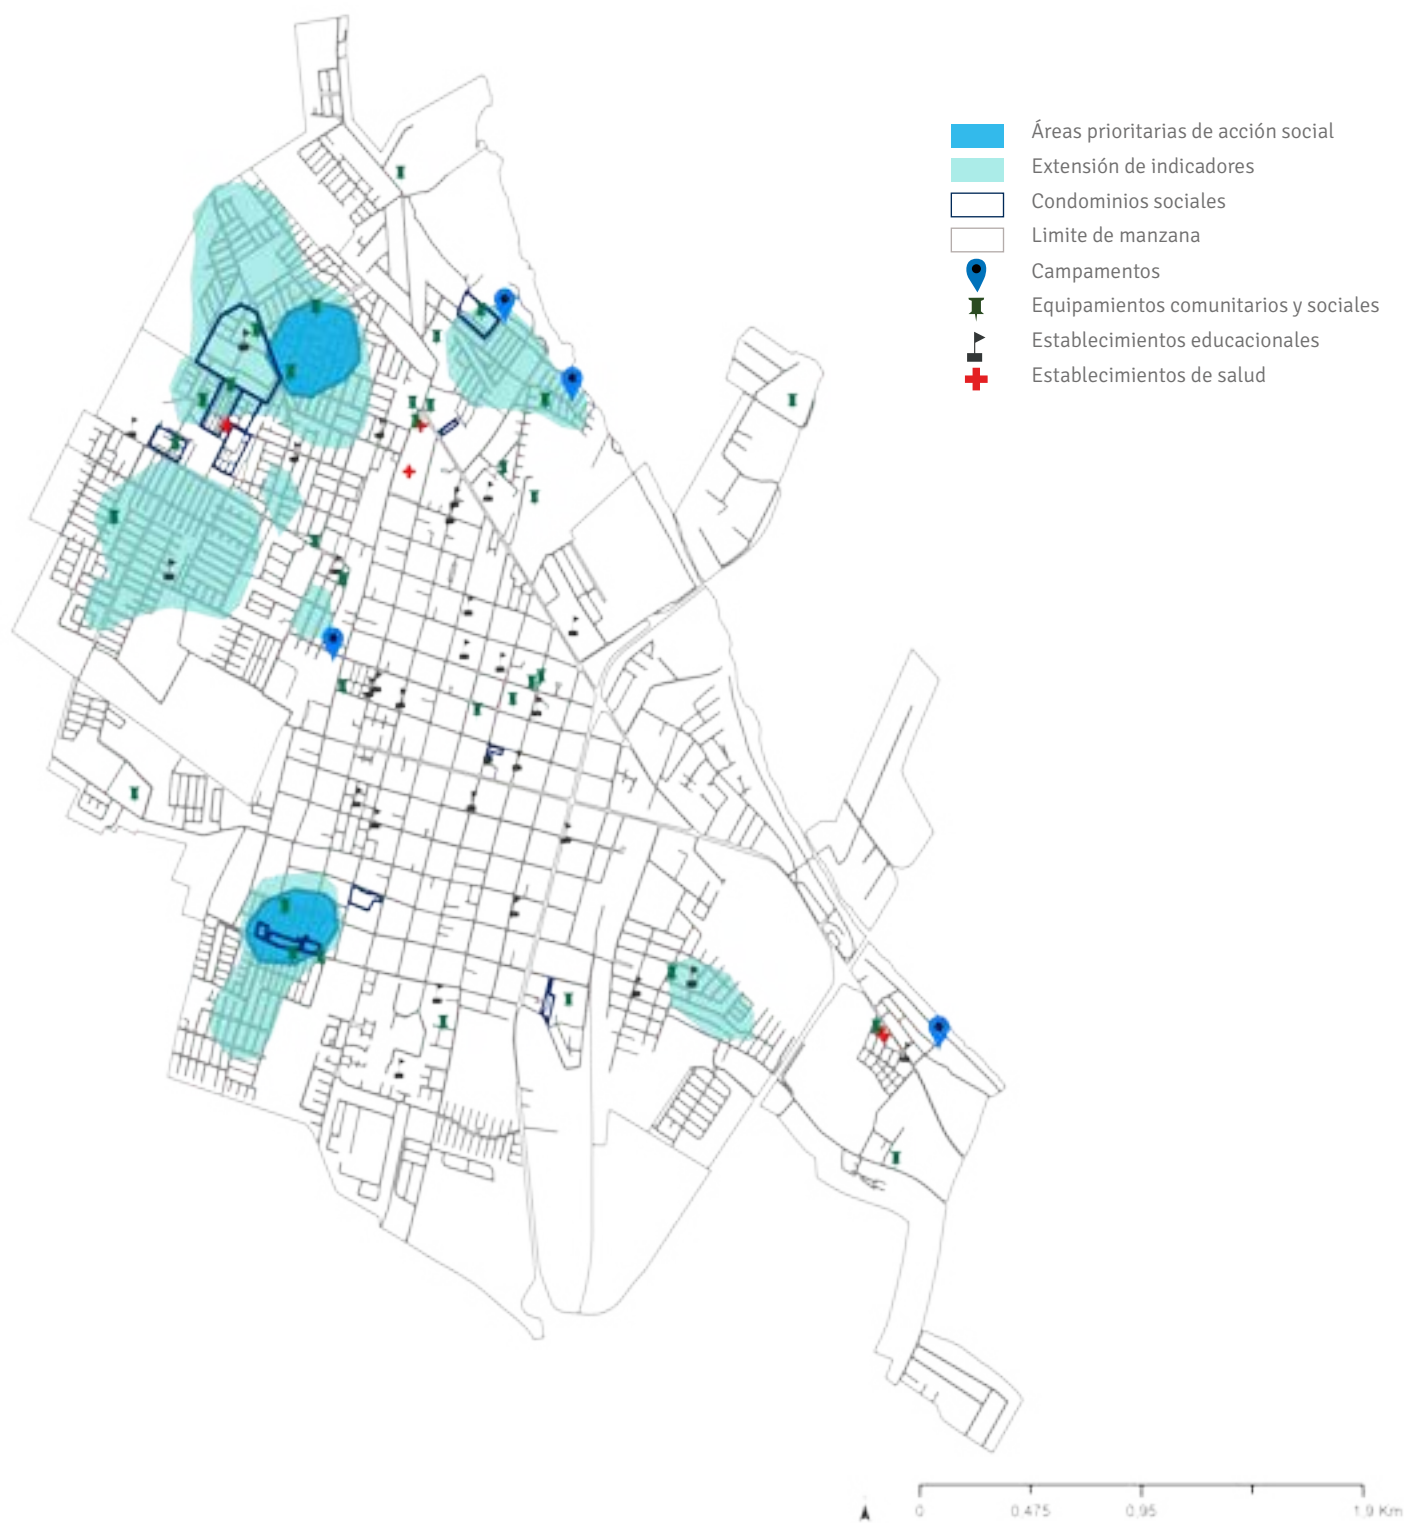 Áreas prioritarias de acción social
Extensión de indicadores
Condominios sociales
Limite de manzana
Campamentos
Equipamientos comunitarios y sociales
Establecimientos educacionales
Establecimientos de salud
0 0,475 0,95 1,9 Km